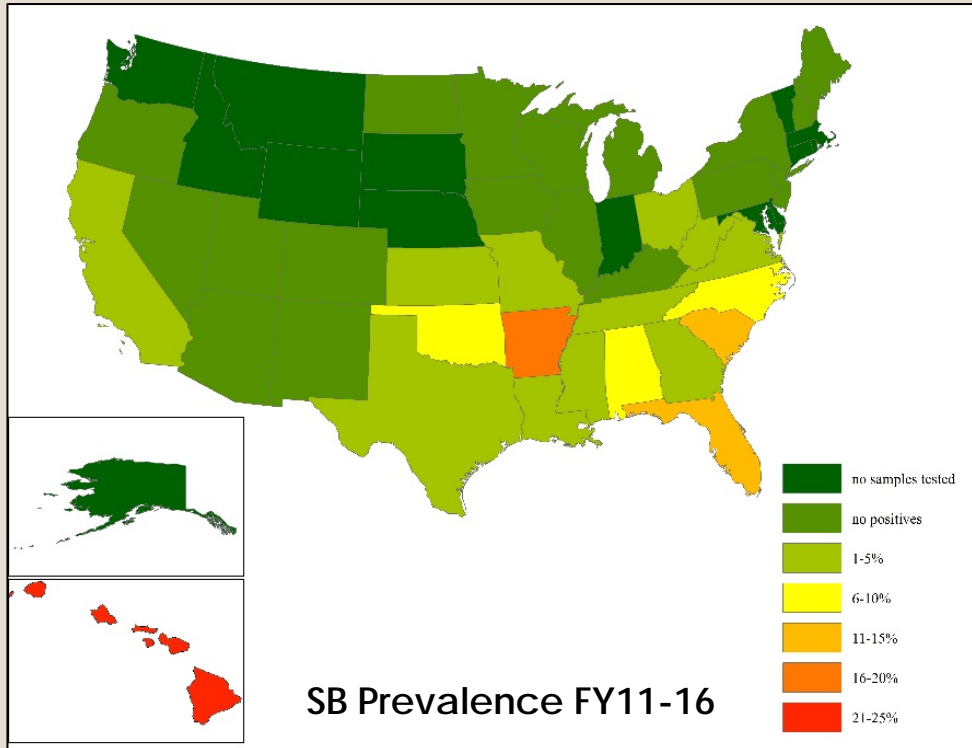 no samples tested
no positives
1-5%
6-10%
11-15%
16-20%
21-25%
SB Prevalence FY11-16